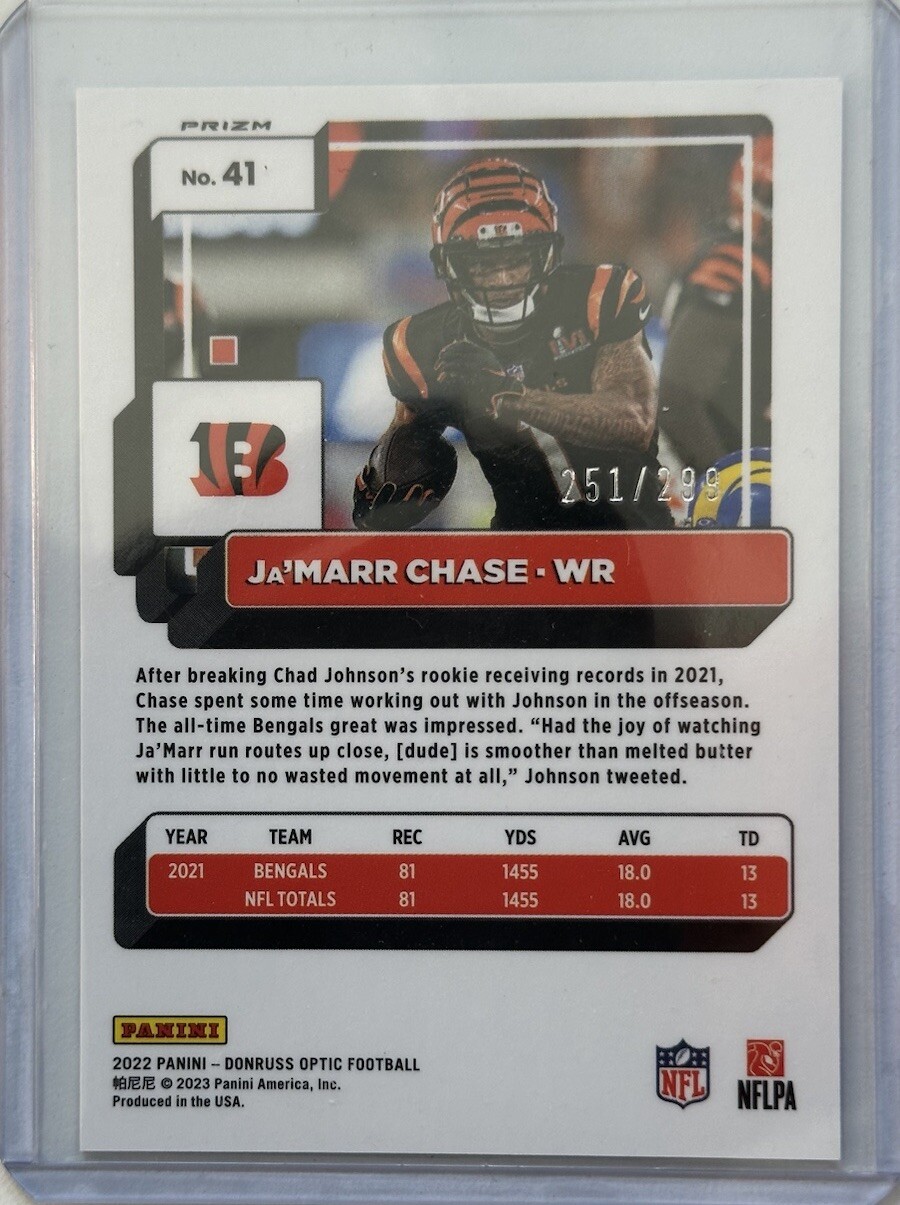 PRIZM
No. 41
251/299
JA'MARR CHASE · WR
After breaking Chad Johnson's rookie receiving records in 2021,
Chase spent some time working out with Johnson in the offseason.
The all-time Bengals great was impressed. “Had the joy of watching
Ja'Marr run routes up close, [dude] is smoother than melted butter
with little to no wasted movement at all,” Johnson tweeted.
YEAR TEAM REC YDS AVG TD
2021 BENGALS 81 1455 18.0 13
NFL TOTALS 81 1455 18.0 13
PANINI
2022 PANINI – DONRUSS OPTIC FOOTBALL
帕尼尼 © 2023 Panini America, Inc.
Produced in the USA.
NFL
NFLPA